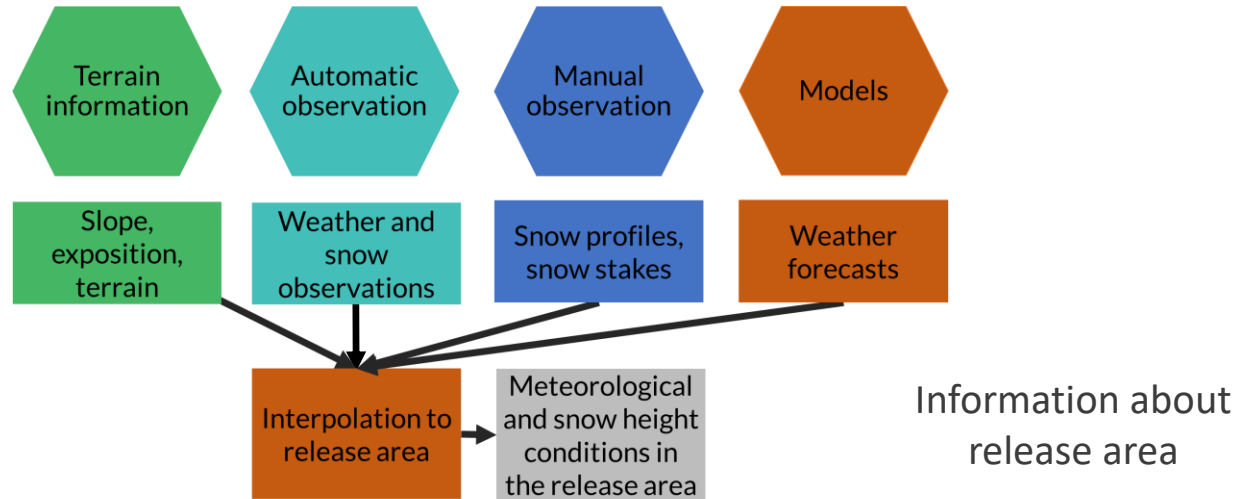 Terrain
information
Automatic
observation
Manual
observation
Models
Slope,
exposition,
terrain
Weather and
snow
observations
Snow profiles,
snow stakes
Weather
forecasts
Interpolation to
release area
Meteorological
and snow height
conditions in
the release area
Information about
release area